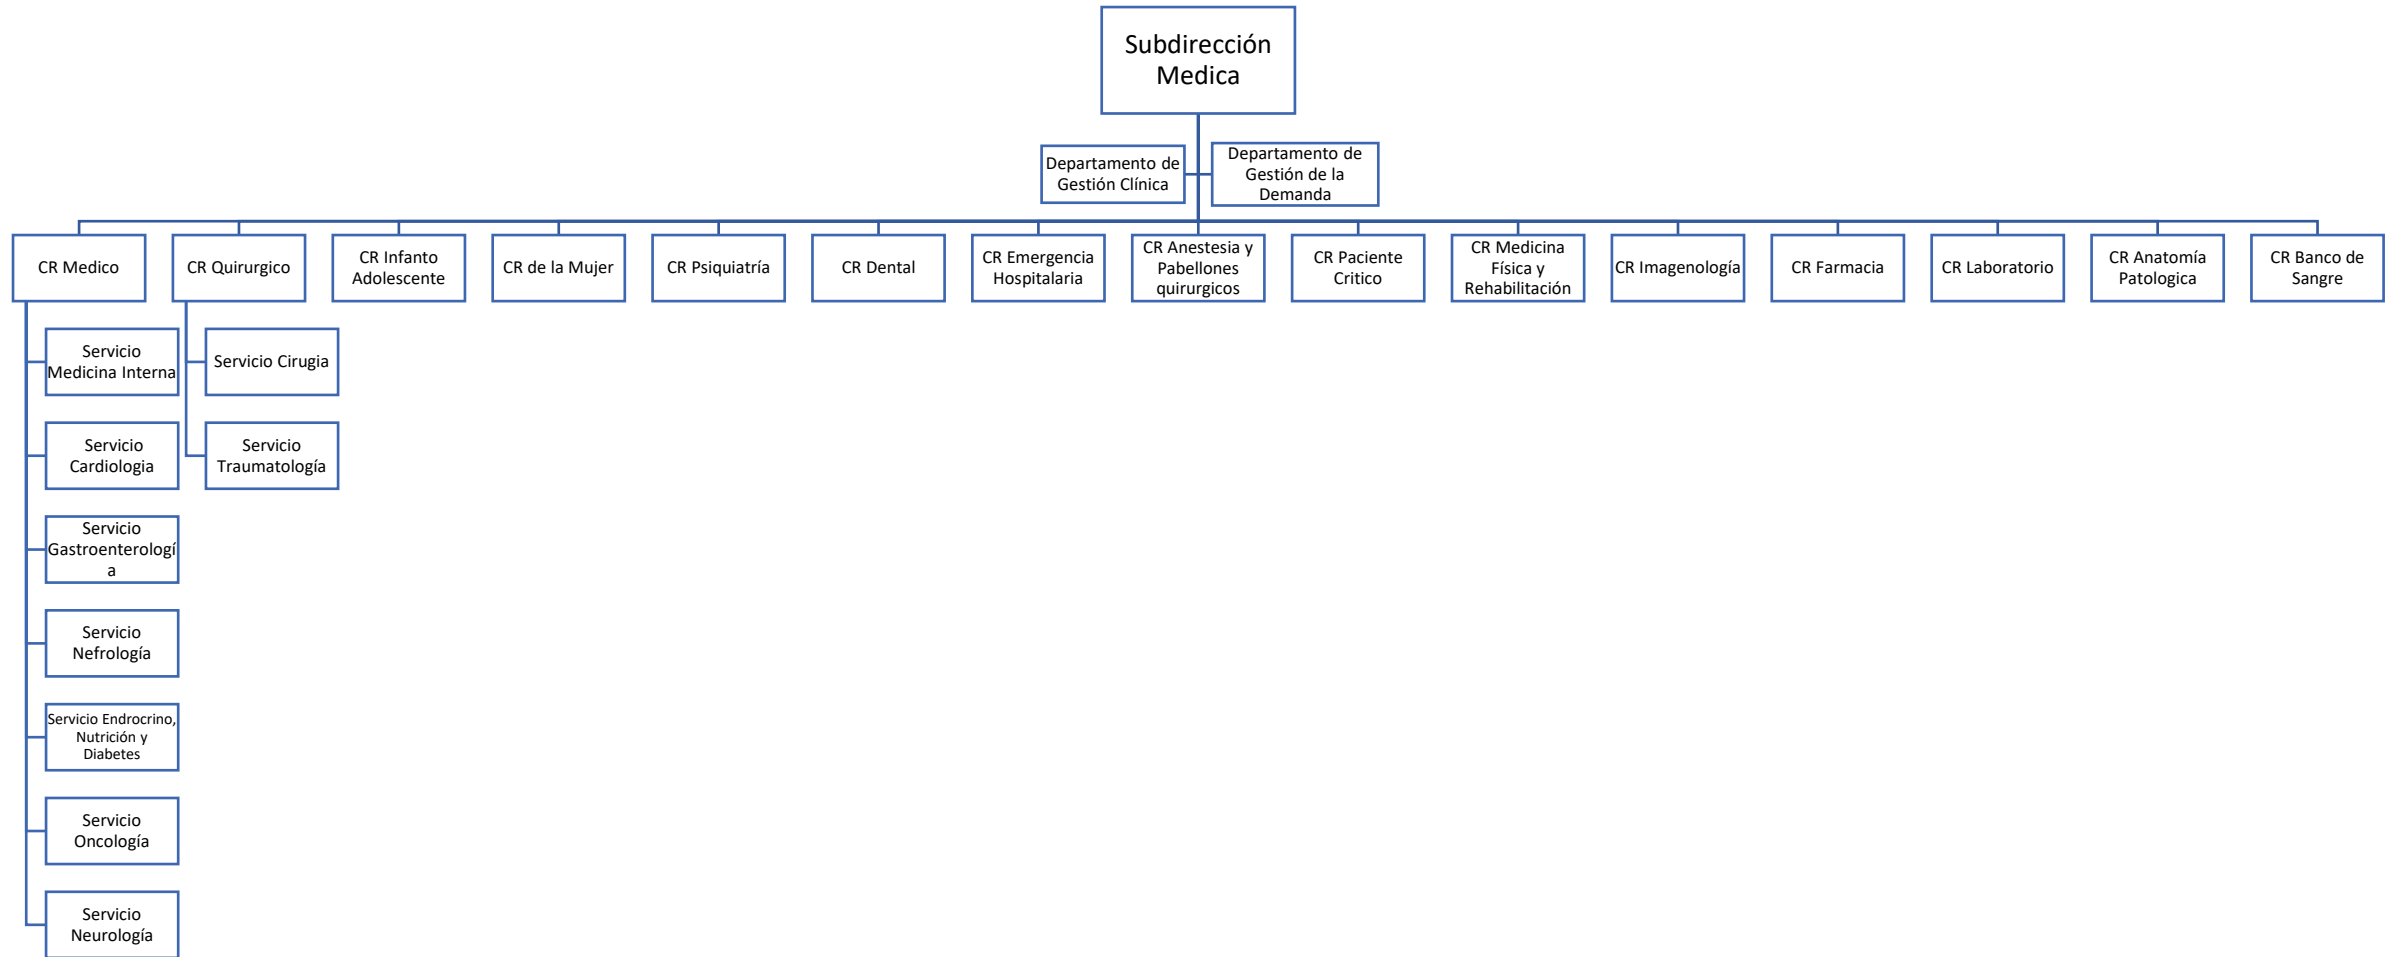 Subdirección
Medica
Departamento de
Gestión Clínica
Departamento de
Gestión de la
Demanda
CR Medico
CR Quirurgico
CR Infanto
Adolescente
CR de la Mujer
CR Psiquiatría
CR Dental
CR Emergencia
Hospitalaria
CR Anestesia y
Pabellones
quirurgicos
CR Paciente
Critico
CR Medicina
Física y
Rehabilitación
CR Imagenología
CR Farmacia
CR Laboratorio
CR Anatomía
Patologica
CR Banco de
Sangre
Servicio
Medicina Interna
Servicio Cirugia
Servicio
Cardiologia
Servicio
Traumatología
Servicio
Gastroenterologí
a
Servicio
Nefrología
Servicio Endrocrino,
Nutrición y
Diabetes
Servicio
Oncología
Servicio
Neurología